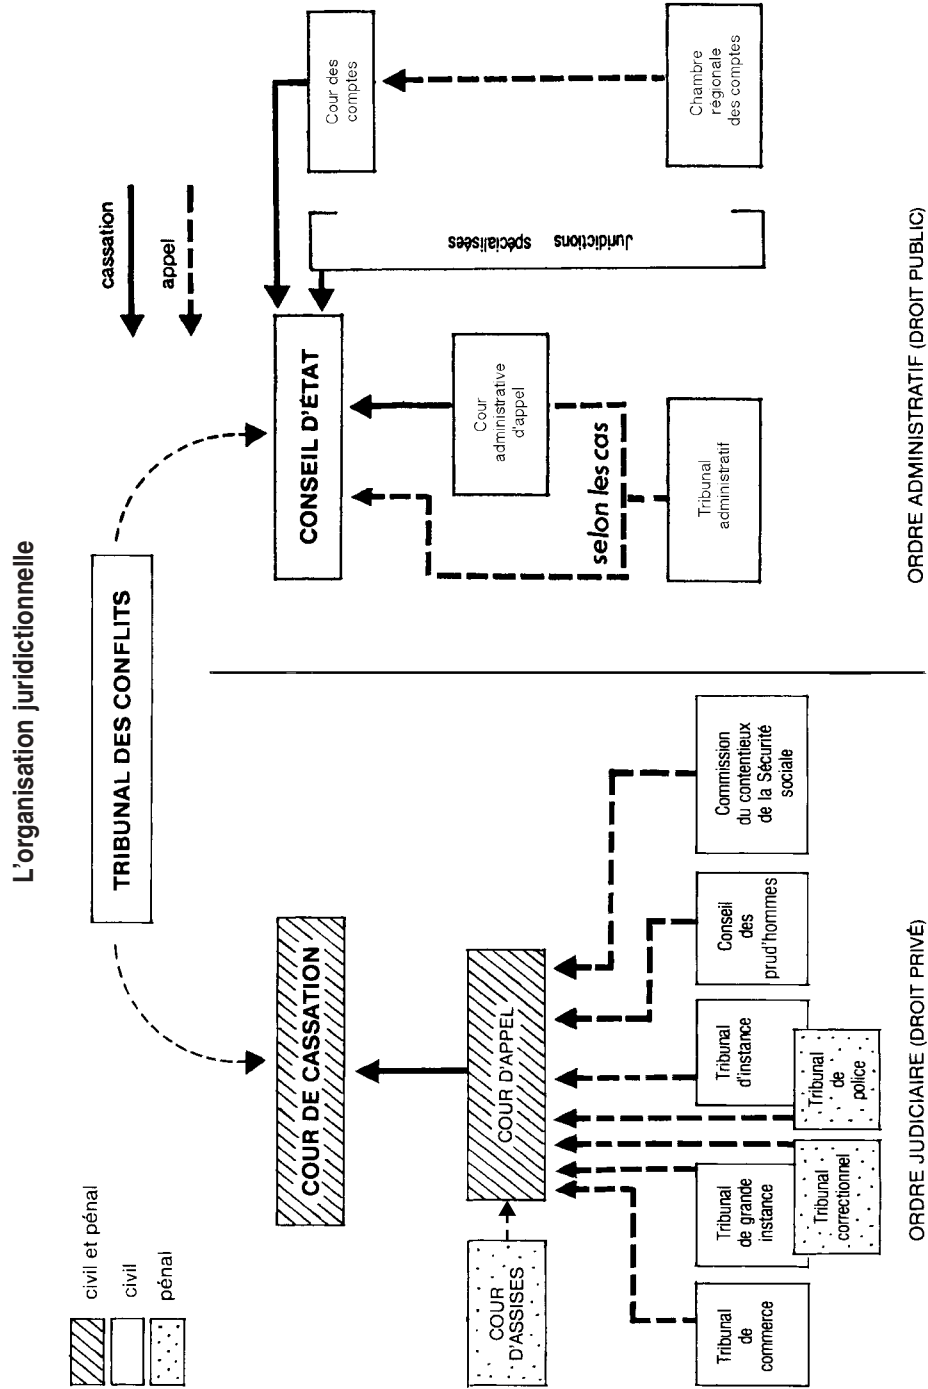 L'organisation juridictionnelle
civil et pénal
civil
pénal
TRIBUNAL DES CONFLITS
cassation
appel
COUR DE CASSATION
CONSEIL D'ÉTAT
Cour des
comptes
COUR
D'ASSISES
COUR D'APPEL
Cour
administrative
d'appel
Juridictions spécialisées
selon les cas
Tribunal
de
commerce
Tribunal
de grande
instance
Tribunal
correctionnel
Tribunal
d'instance
Tribunal
de
police
Conseil
des
prud'hommes
Commission
du contentieux
de la Sécurité
sociale
Tribunal
administratif
Chambre
régionale
des comptes
ORDRE JUDICIAIRE (DROIT PRIVÉ)
ORDRE ADMINISTRATIF (DROIT PUBLIC)